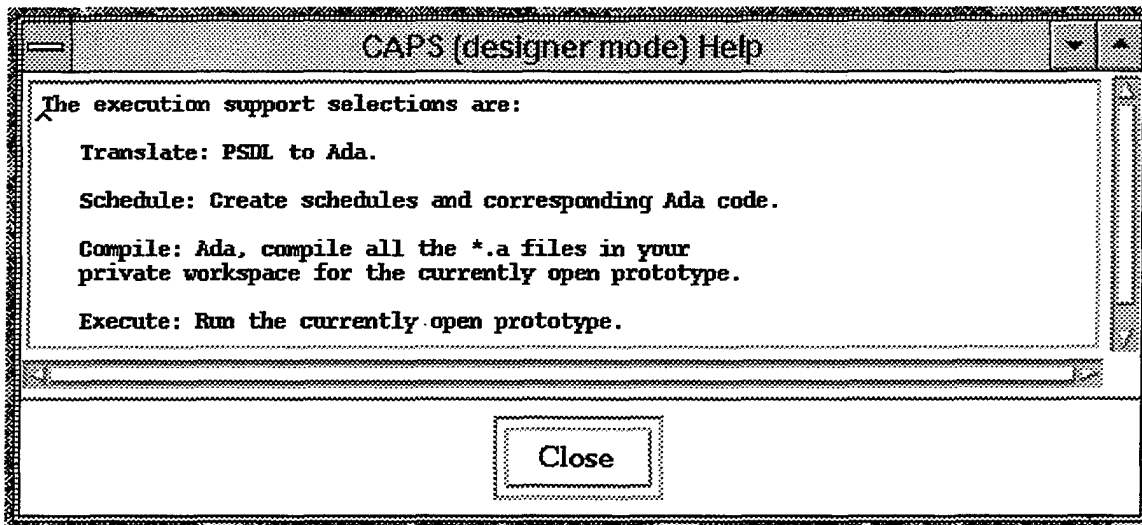 CAPS (designer mode) Help
The execution support selections are:
Translate: PSDL to Ada.
Schedule: Create schedules and corresponding Ada code.
Compile: Ada, compile all the *.a files in your
private workspace for the currently open prototype.
Execute: Run the currently open prototype.
Close